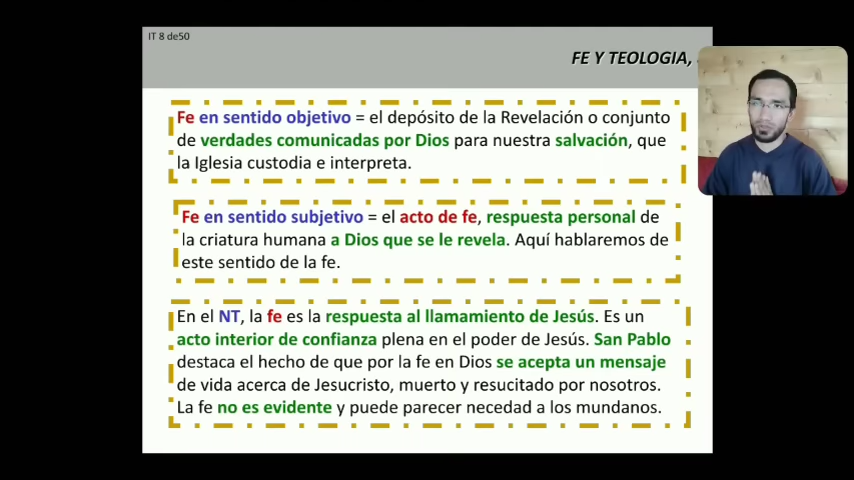 IT 8 de50
FE Y TEOLOGIA,
Fe en sentido objetivo = el depósito de la Revelación o conjunto
de verdades comunicadas por Dios para nuestra salvación, que
la Iglesia custodia e interpreta.
Fe en sentido subjetivo = el acto de fe, respuesta personal de
la criatura humana a Dios que se le revela. Aquí hablaremos de
este sentido de la fe.
En el NT, la fe es la respuesta al llamamiento de Jesús. Es un
acto interior de confianza plena en el poder de Jesús. San Pablo
destaca el hecho de que por la fe en Dios se acepta un mensaje
de vida acerca de Jesucristo, muerto y resucitado por nosotros.
La fe no es evidente y puede parecer necedad a los mundanos.